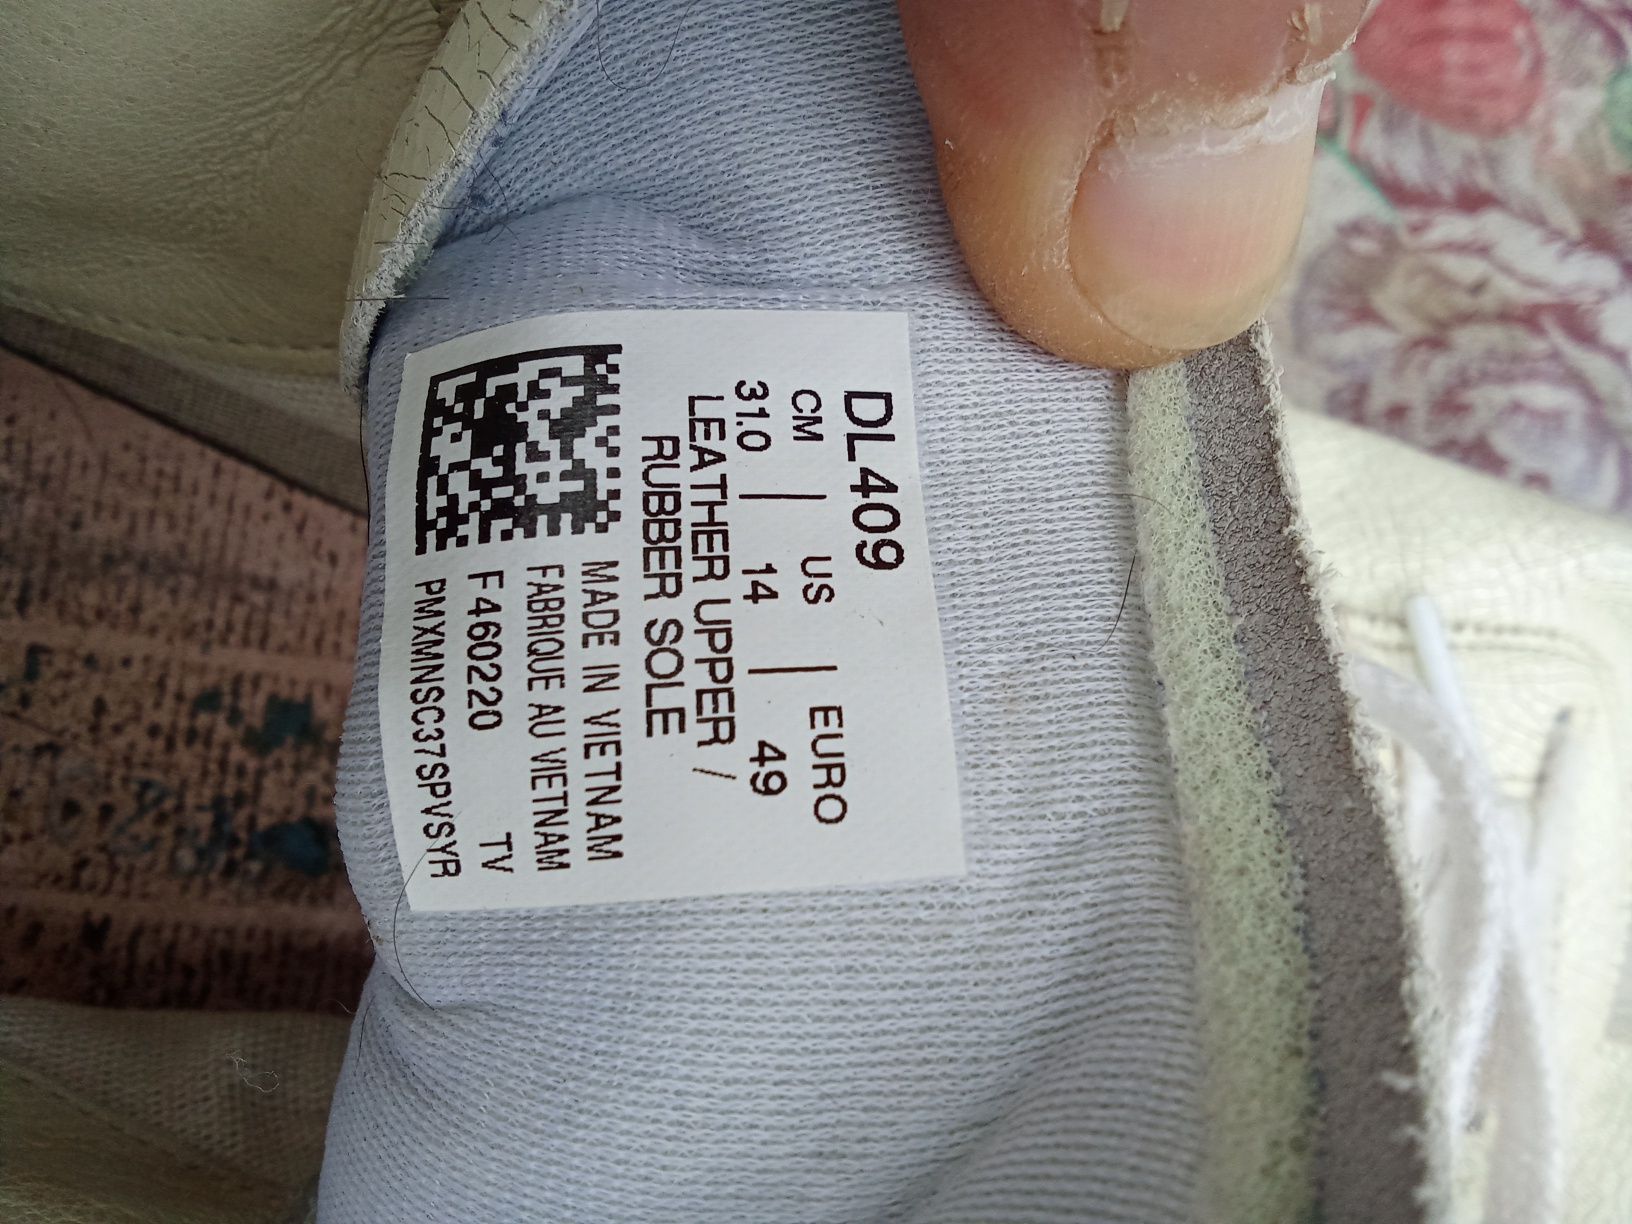 DL409
CM | US | EURO
31.0 | 14 | 49
LEATHER UPPER /
RUBBER SOLE
MADE IN VIETNAM
FABRIQUE AU VIETNAM
F460220 TV
PMXMNSC37SPVSYR